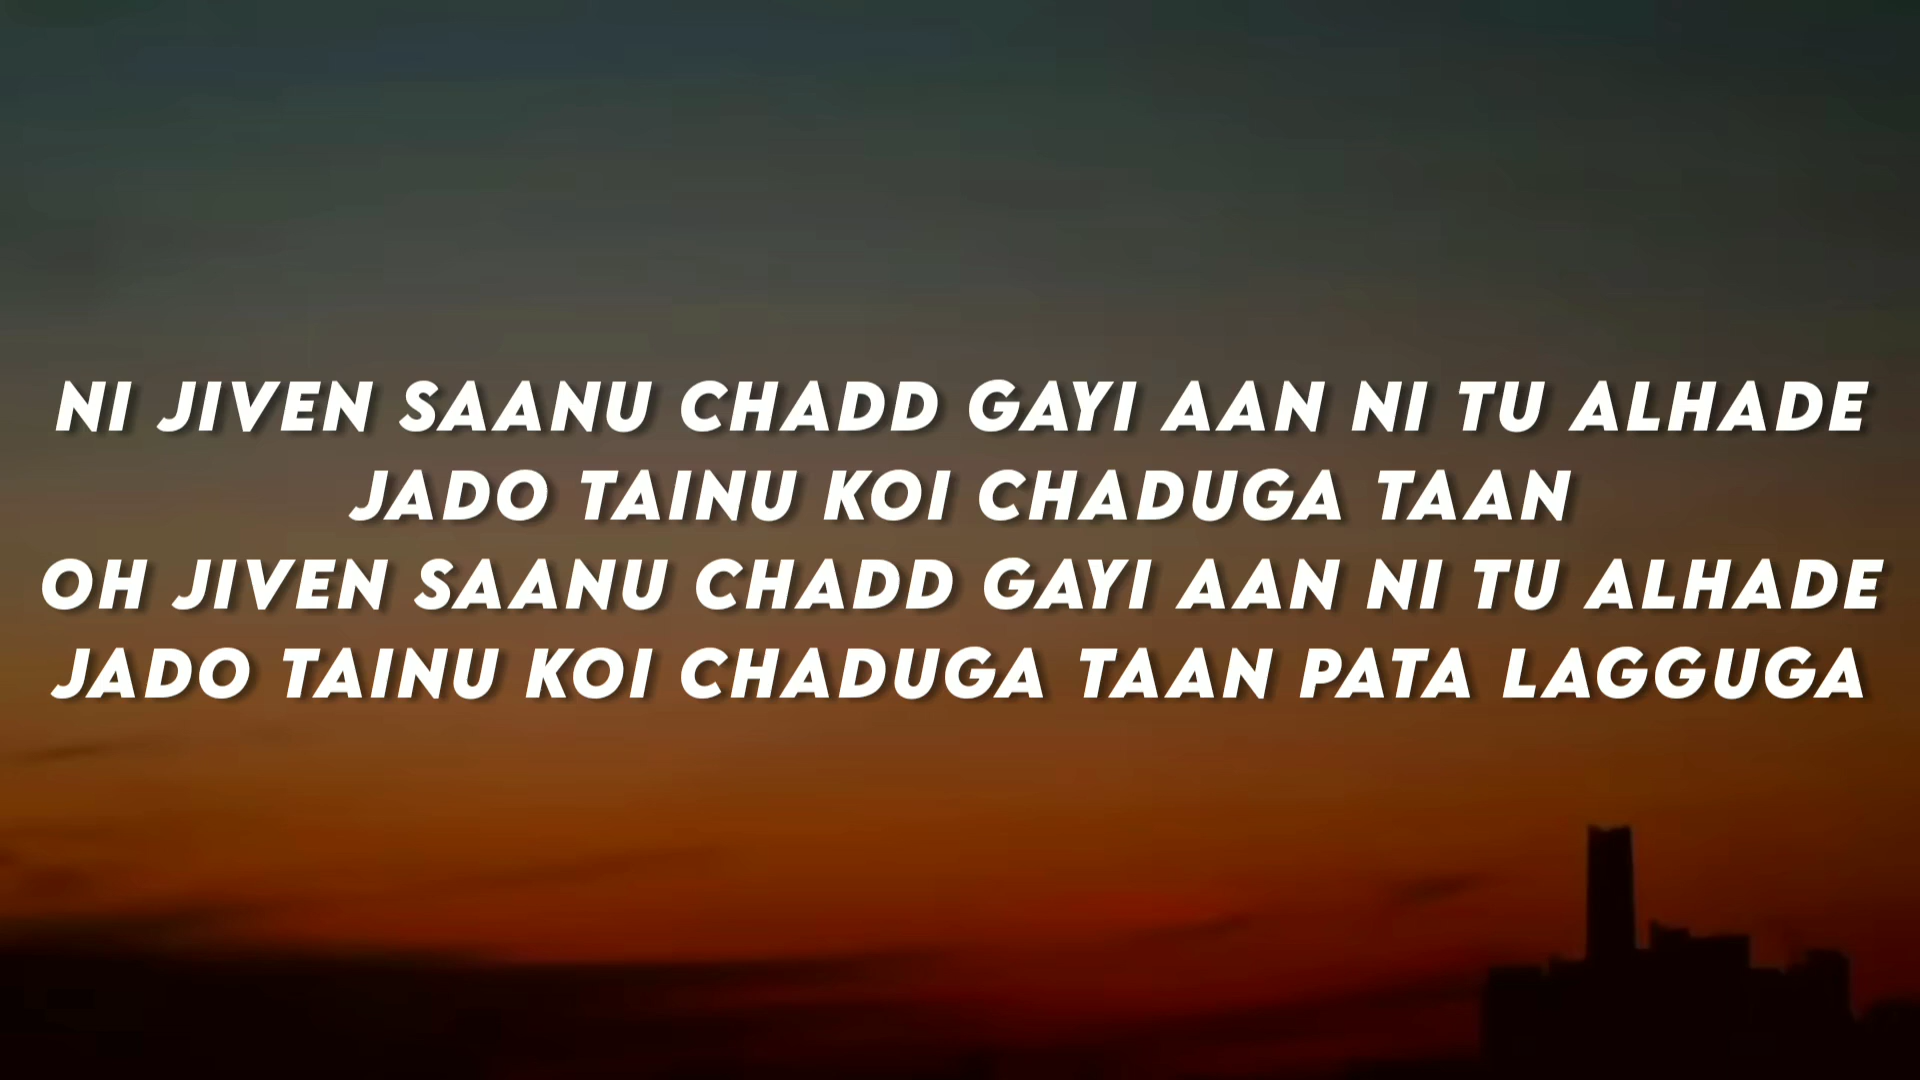 NI JIVEN SAANU CHADD GAYI AAN NI TU ALHADE
JADO TAINU KOI CHADUGA TAAN
OH JIVEN SAANU CHADD GAYI AAN NI TU ALHADE
JADO TAINU KOI CHADUGA TAAN PATA LAGGUGA